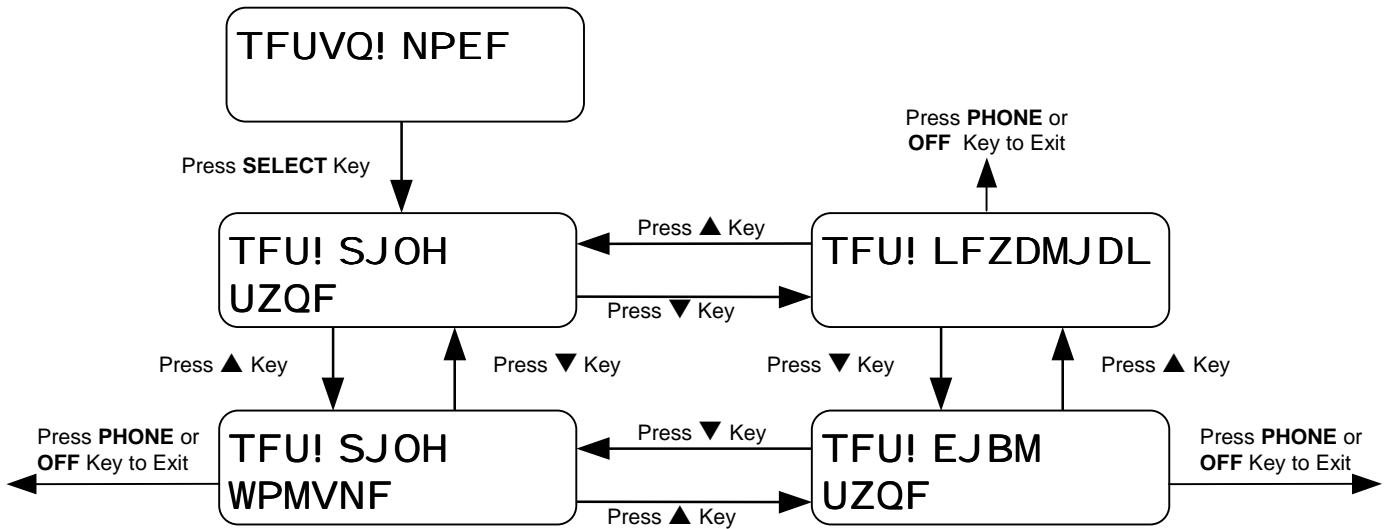 TFUVQ! NPEF
Press PHONE or
OFF Key to Exit
Press SELECT Key
Press ▲ Key
TFU! SJOH
UZQF
TFU! LFZDMJDL
Press ▼ Key
Press ▲ Key
Press ▼ Key
Press ▼ Key
Press ▲ Key
Press PHONE or
OFF Key to Exit
TFU! SJOH
WPMVNF
Press ▼ Key
TFU! EJBM
UZQF
Press PHONE or
OFF Key to Exit
Press ▲ Key